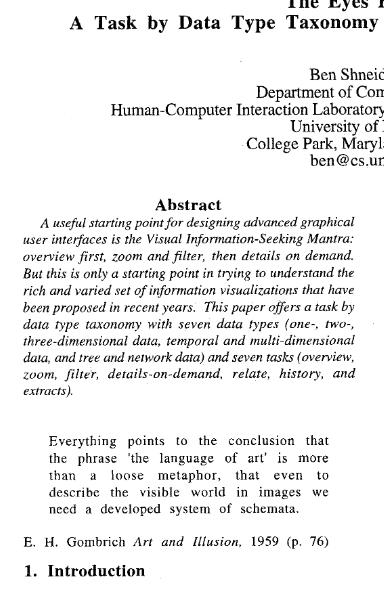 The Eyes
A Task by Data Type Taxonomy
Ben Shneid
Department of Com
Human-Computer Interaction Laboratory
University of
College Park, Maryl
ben@cs.um
Abstract
A useful starting point for designing advanced graphical
user interfaces is the Visual Information-Seeking Mantra:
overview first, zoom and filter, then details on demand.
But this is only a starting point in trying to understand the
rich and varied set of information visualizations that have
been proposed in recent years. This paper offers a task by
data type taxonomy with seven data types (one-, two-,
three-dimensional data, temporal and multi-dimensional
data, and tree and network data) and seven tasks (overview,
zoom, filter, details-on-demand, relate, history, and
extracts).
Everything points to the conclusion that
the phrase 'the language of art' is more
than a loose metaphor, that even to
describe the visible world in images we
need a developed system of schemata.
E. H. Gombrich Art and Illusion, 1959 (p. 76)
1. Introduction